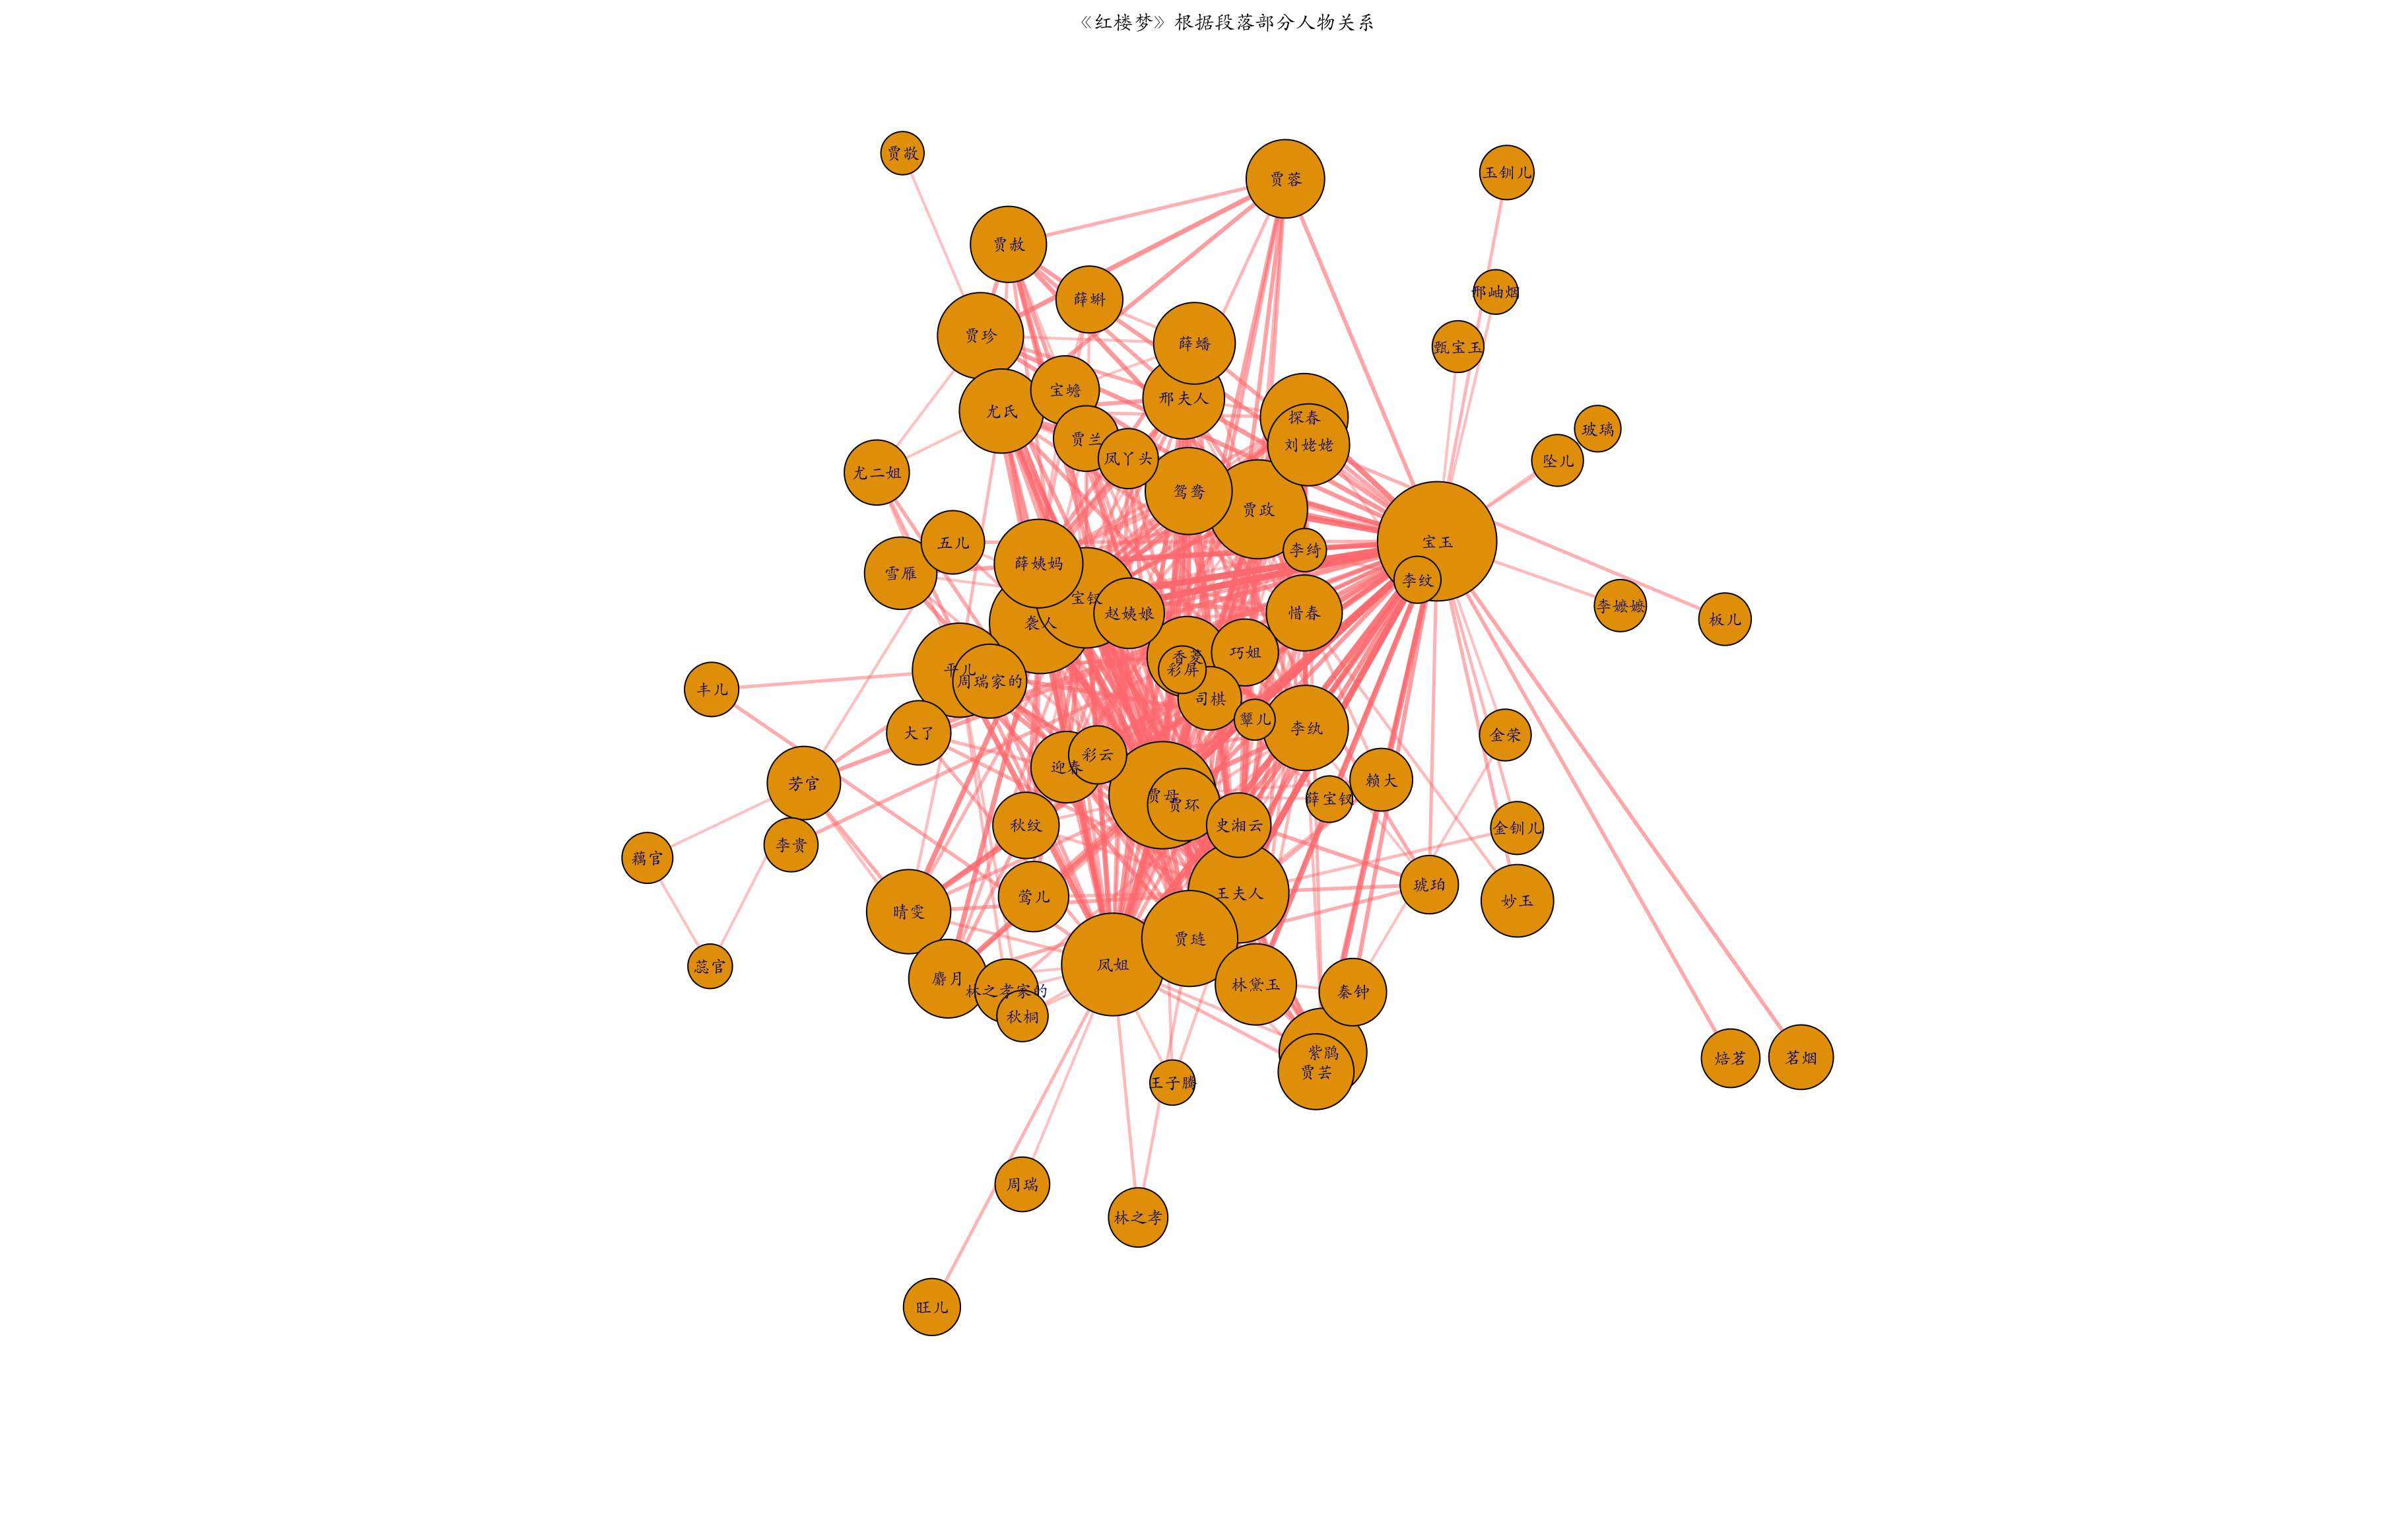 《红楼梦》根据段落部分人物关系
贾敬
玉钏儿
贾蓉
贾赦
邢岫烟
薛蝌
贾珍
薛蟠
甄宝玉
宝蟾
邢夫人
尤氏
探春
玻璃
贾兰
刘姥姥
凤丫头
坠儿
尤二姐
鸳鸯
贾政
宝玉
五儿
李绮
薛姨妈
雪雁
李纹
宝钗
李嬷嬷
赵姨娘
惜春
板儿
袭人
巧姐
香菱
平儿
彩屏
周瑞家的
丰儿
司棋
颦儿
李纨
大了
金荣
彩云
迎春
赖大
芳官
贾母
薛宝钗
贾环
秋纹
史湘云
金钏儿
李贵
藕官
琥珀
王夫人
莺儿
妙玉
晴雯
贾琏
凤姐
蕊官
麝月
林黛玉
林之孝家的
秦钟
秋桐
紫鹃
茗烟
焙茗
贾芸
王子腾
周瑞
林之孝
旺儿